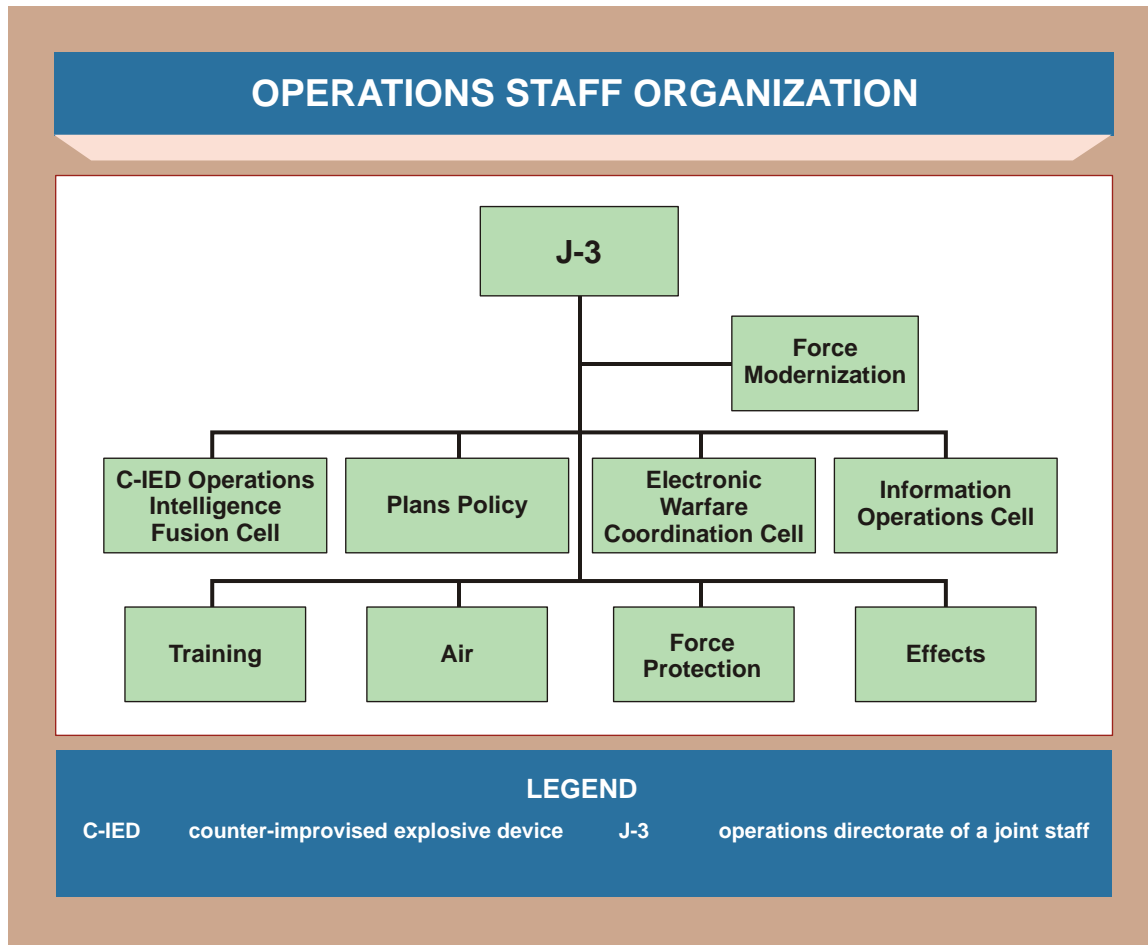 OPERATIONS STAFF ORGANIZATION
J-3
Force
Modernization
C-IED Operations
Intelligence
Fusion Cell
Plans Policy
Electronic
Warfare
Coordination Cell
Information
Operations Cell
Training
Air
Force
Protection
Effects
LEGEND
C-IED counter-improvised explosive device J-3 operations directorate of a joint staff